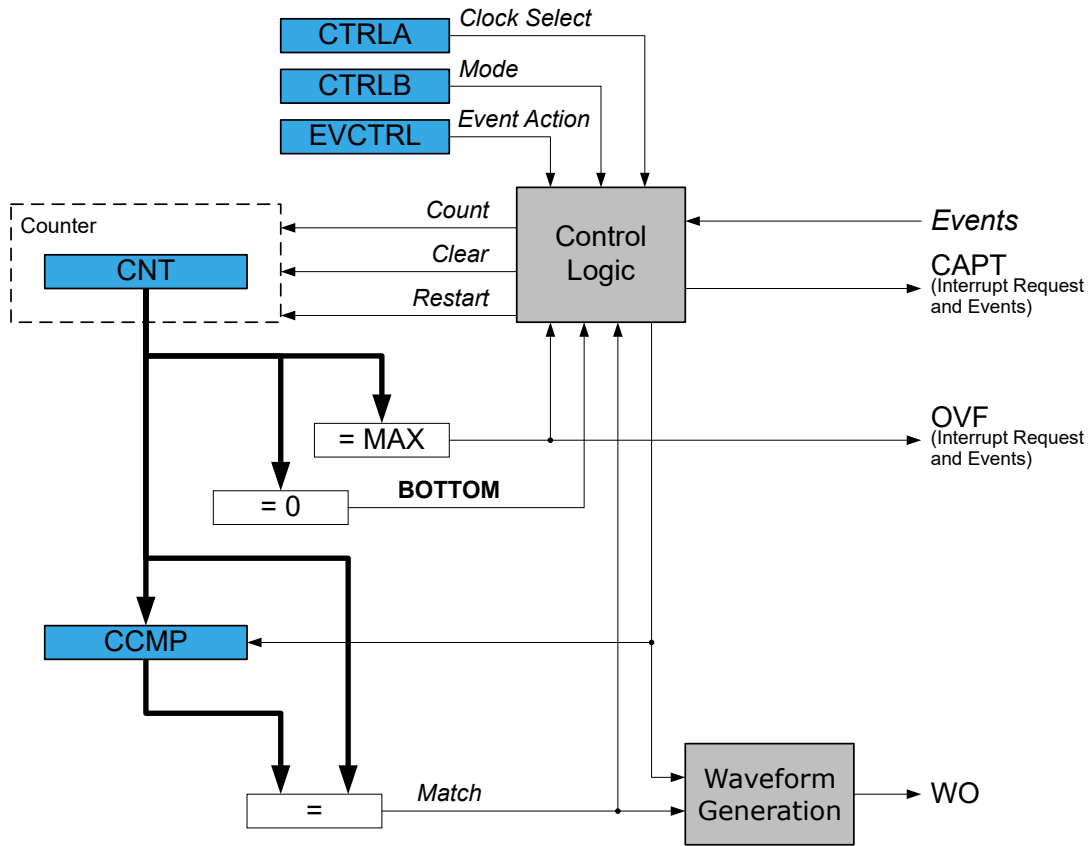 CTRLA
Clock Select
CTRLB
Mode
EVCTRL
Event Action
Counter
CNT
Count
Clear
Restart
Control
Logic
Events
CAPT
(Interrupt Request
and Events)
= MAX
OVF
(Interrupt Request
and Events)
= 0
BOTTOM
CCMP
=
Match
Waveform
Generation
WO